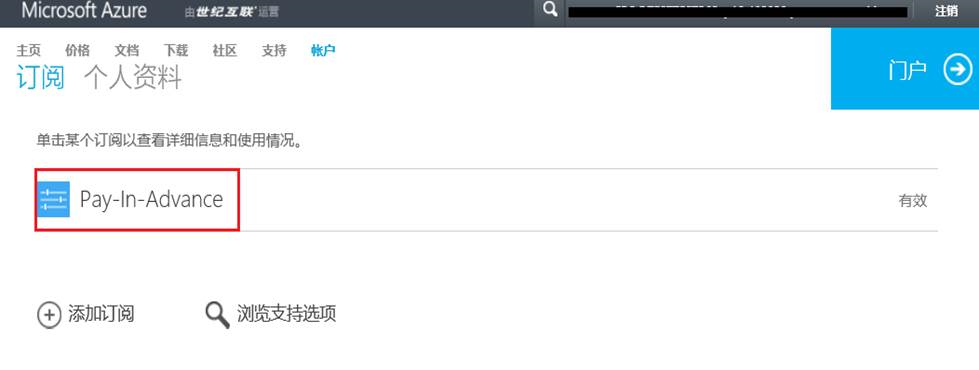 Microsoft Azure 由世纪互联运营 注销
主页 价格 文档 下载 社区 支持 帐户
订阅 个人资料
门户
单击某个订阅以查看详细信息和使用情况。
Pay-In-Advance 有效
添加订阅 浏览支持选项